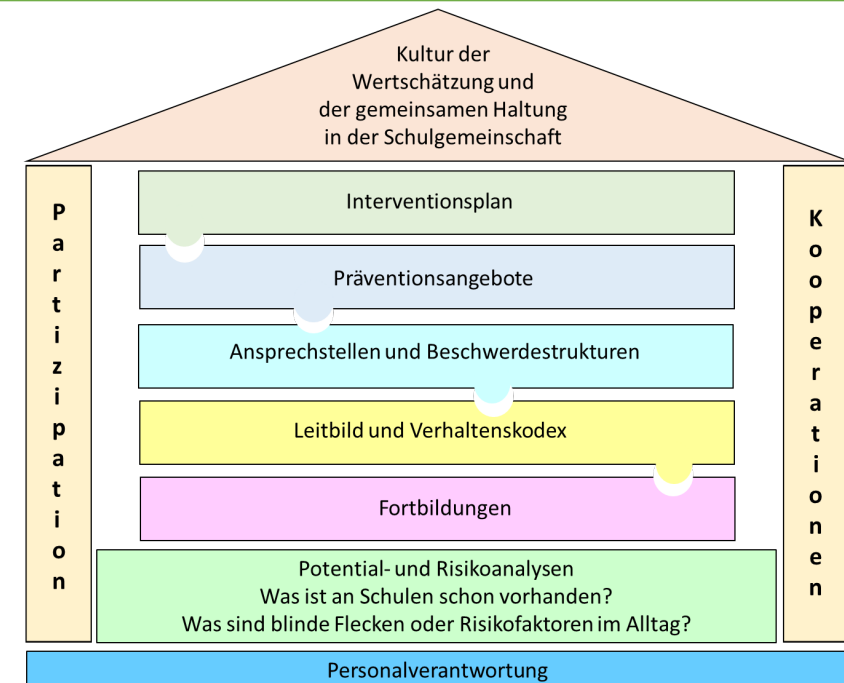 Kultur der
Wertschätzung und
der gemeinsamen Haltung
in der Schulgemeinschaft
Partizipation
Interventionsplan
Präventionsangebote
Ansprechstellen und Beschwerdestrukturen
Leitbild und Verhaltenskodex
Fortbildungen
Potential- und Risikoanalysen
Was ist an Schulen schon vorhanden?
Was sind blinde Flecken oder Risikofaktoren im Alltag?
Kooperationen
Personalverantwortung